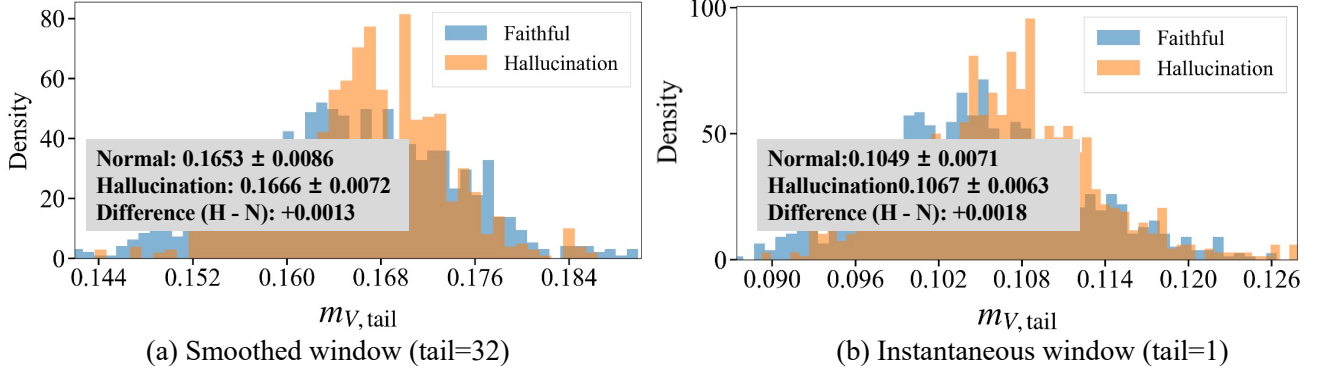 80
60
40
20
0
Density
Faithful
Hallucination
Normal: 0.1653 ± 0.0086
Hallucination: 0.1666 ± 0.0072
Difference (H - N): +0.0013
0.144 0.152 0.160 0.168 0.176 0.184
m_V, tail
(a) Smoothed window (tail=32)
100
50
0
Density
Faithful
Hallucination
Normal:0.1049 ± 0.0071
Hallucination0.1067 ± 0.0063
Difference (H - N): +0.0018
0.090 0.096 0.102 0.108 0.114 0.120 0.126
m_V, tail
(b) Instantaneous window (tail=1)